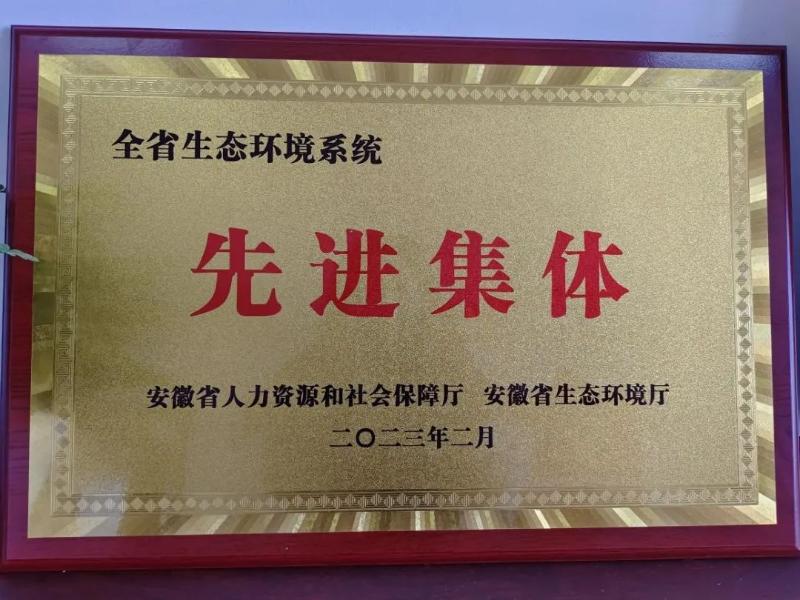 全省生态环境系统
先进集体
安徽省人力资源和社会保障厅 安徽省生态环境厅
二〇二三年二月